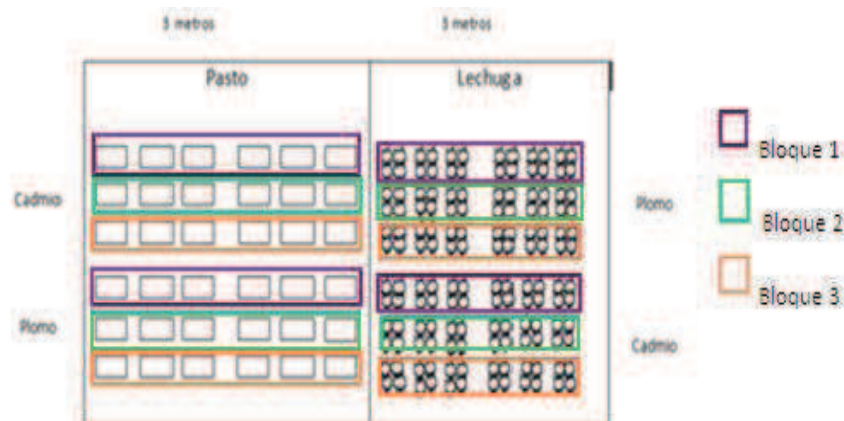 3 metros
3 metros
Pasto
Lechuga
Cadmio
Plomo
Plomo
Cadmio
Bloque 1
Bloque 2
Bloque 3